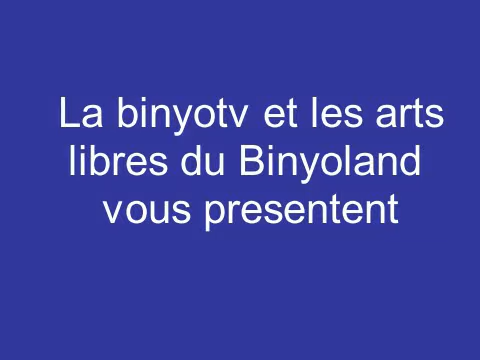 La binyotv et les arts
libres du Binyoland
vous presentent